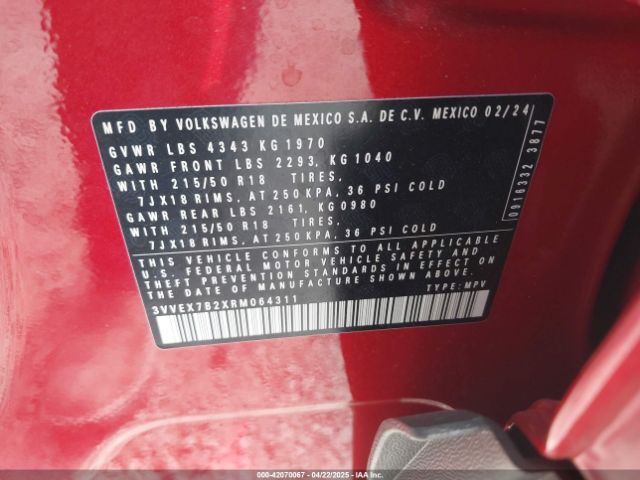 MFD BY VOLKSWAGEN DE MEXICO S.A. DE C.V. MEXICO 02/24
GVWR LBS 4343 KG 1970
GAWR FRONT LBS 2293, KG 1040
WITH 215/50 R18 TIRES,
7JX18 RIMS, AT 250 KPA, 36 PSI COLD
GAWR REAR LBS 2161, KG 0980
WITH 215/50 R18 TIRES,
7JX18 RIMS, AT 250 KPA, 36 PSI COLD
THIS VEHICLE CONFORMS TO ALL APPLICABLE
U.S. FEDERAL MOTOR VEHICLE SAFETY AND
THEFT PREVENTION STANDARDS IN EFFECT ON
THE DATE OF MANUFACTURE SHOWN ABOVE.
3VVEX7B2XRM064311 TYPE: MPV
0616332 3877
000-42070067 - 04/22/2025 - IAA Inc.